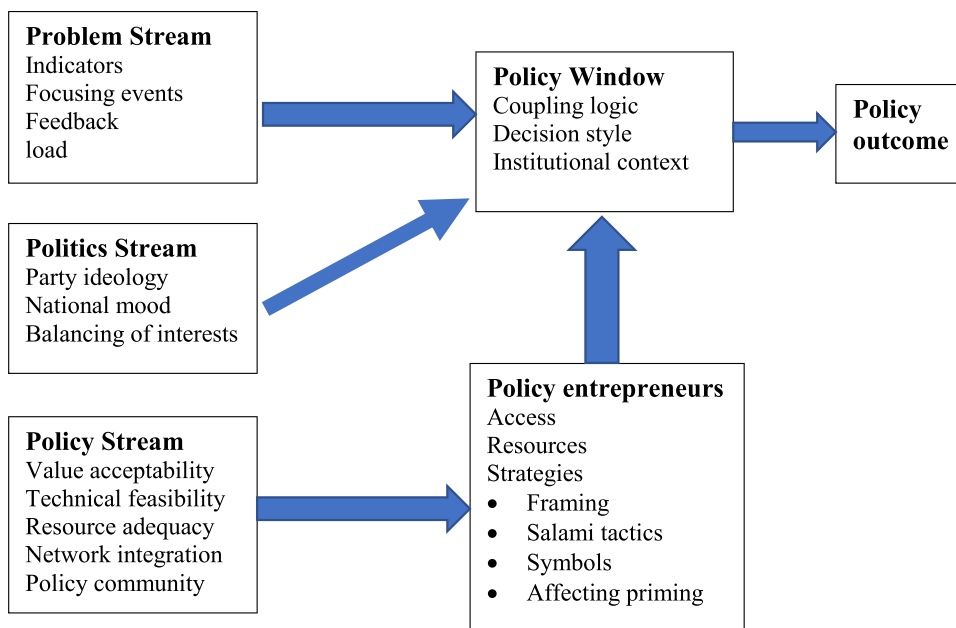 Problem Stream
Indicators
Focusing events
Feedback
load
Politics Stream
Party ideology
National mood
Balancing of interests
Policy Stream
Value acceptability
Technical feasibility
Resource adequacy
Network integration
Policy community
Policy Window
Coupling logic
Decision style
Institutional context
Policy entrepreneurs
Access
Resources
Strategies
• Framing
• Salami tactics
• Symbols
• Affecting priming
Policy
outcome